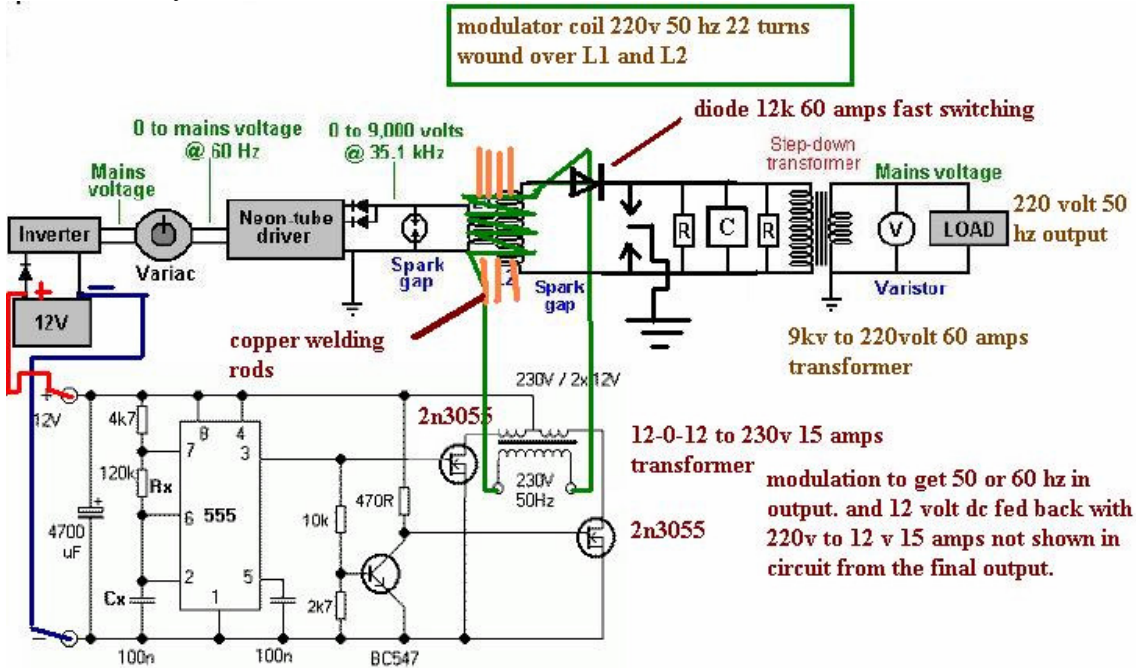 modulator coil 220v 50 hz 22 turns
wound over L1 and L2
diode 12k 60 amps fast switching
0 to mains voltage
@ 60 Hz
0 to 9,000 volts
@ 35.1 kHz
Step-down
transformer
Mains
voltage
Mains voltage
Inverter
Variac
Neon-tube
driver
Spark
gap
L2
Spark
gap
R
C
R
V
LOAD
Varistor
220 volt 50
hz output
+
–
12V
copper welding
rods
9kv to 220volt 60 amps
transformer
230V / 2x 12V
+
12V
4k7
8
4
7
3
2n3055
12-0-12 to 230v 15 amps
transformer
120k
Rx
6
555
470R
230V
50Hz
modulation to get 50 or 60 hz in
output. and 12 volt dc fed back with
220v to 12 v 15 amps not shown in
circuit from the final output.
4700
uF
+
10k
2n3055
2
5
Cx
1
2k7
–
100n
100n
BC547